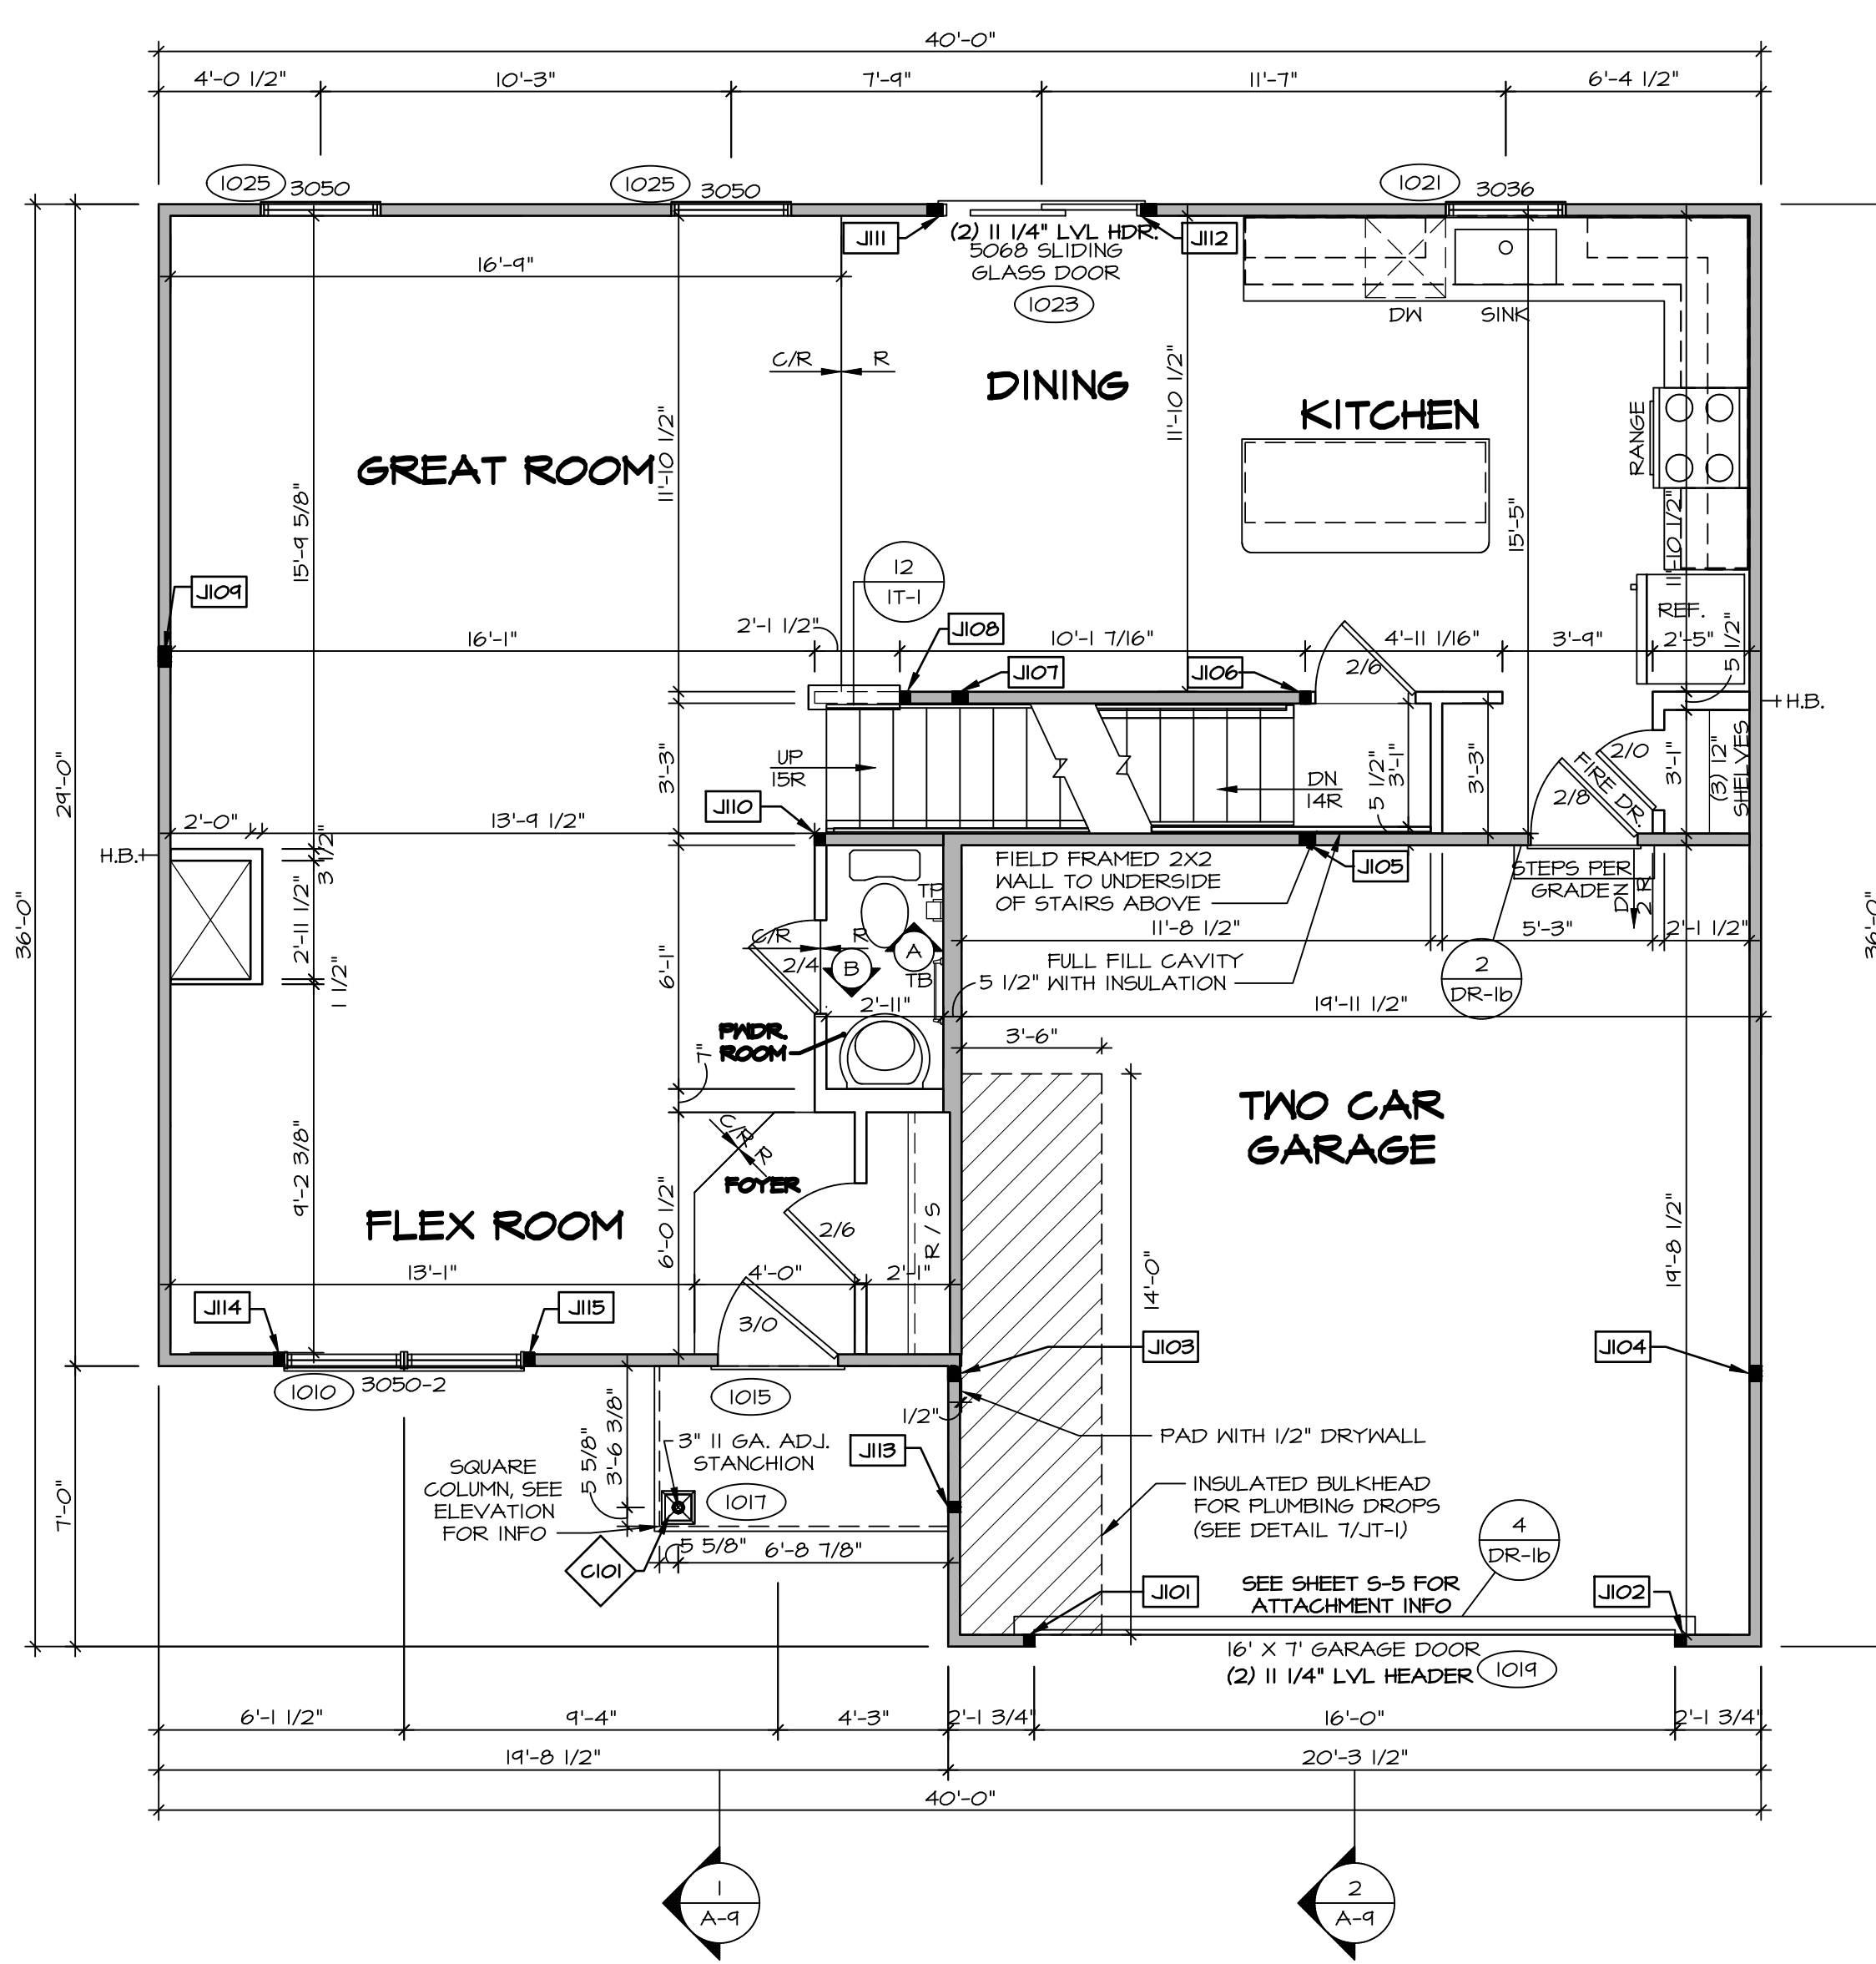 40'-0"
4'-0 1/2"
10'-3"
7'-9"
11'-7"
6'-4 1/2"
1025
3050
1025
3050
1021
3036
J111
(2) 11 1/4" LVL HDR.
5068 SLIDING
GLASS DOOR
1023
J112
16'-9"
DW
SINK
C/R
R
DINING
KITCHEN
GREAT ROOM
11'-10 1/2"
11'-10 1/2"
15'-9 5/8"
15'-5"
RANGE
11'-10 1/2"
REF.
12
1T-1
J109
J108
16'-1"
2'-1 1/2"
10'-1 7/16"
4'-11 1/16"
3'-9"
2'-5"
5 1/2"
J107
J106
2/6
H.B.
29'-0"
36'-0"
36'-0"
UP
15R
3'-3"
DN
14R
5 1/2"
3'-1"
3'-3"
2/0
FIRE DR.
2/8
3'-1"
(3) 12"
SHELVES
J110
2'-0"
13'-9 1/2"
H.B.
3 1/2"
2'-11 1/2"
1 1/2"
FIELD FRAMED 2X2
WALL TO UNDERSIDE
OF STAIRS ABOVE
J105
STEPS PER
GRADE
DN
2 R
TP
C/R
R
2/4
A
B
TB
11'-8 1/2"
5'-3"
2'-1 1/2"
FULL FILL CAVITY
WITH INSULATION
5 1/2"
2
DR-1b
6'-1"
2'-11"
19'-11 1/2"
PWDR.
ROOM
7"
3'-6"
TWO CAR
GARAGE
C/R
R
FOYER
9'-2 3/8"
6'-0 1/2"
FLEX ROOM
2/6
R / S
19'-8 1/2"
14'-0"
13'-1"
4'-0"
2'-1"
J114
J115
3/0
J103
J104
1010
3050-2
1015
1/2"
PAD WITH 1/2" DRYWALL
3'-6 3/8"
5 5/8"
3" 11 GA. ADJ.
STANCHION
J113
1017
SQUARE
COLUMN, SEE
ELEVATION
FOR INFO
INSULATED BULKHEAD
FOR PLUMBING DROPS
(SEE DETAIL 7/JT-1)
4
DR-1b
5 5/8"
6'-8 7/8"
C101
7'-0"
J101
SEE SHEET S-5 FOR
ATTACHMENT INFO
J102
16' X 7' GARAGE DOOR
(2) 11 1/4" LVL HEADER
1019
6'-1 1/2"
9'-4"
4'-3"
2'-1 3/4"
16'-0"
2'-1 3/4"
19'-8 1/2"
20'-3 1/2"
40'-0"
1
A-9
2
A-9